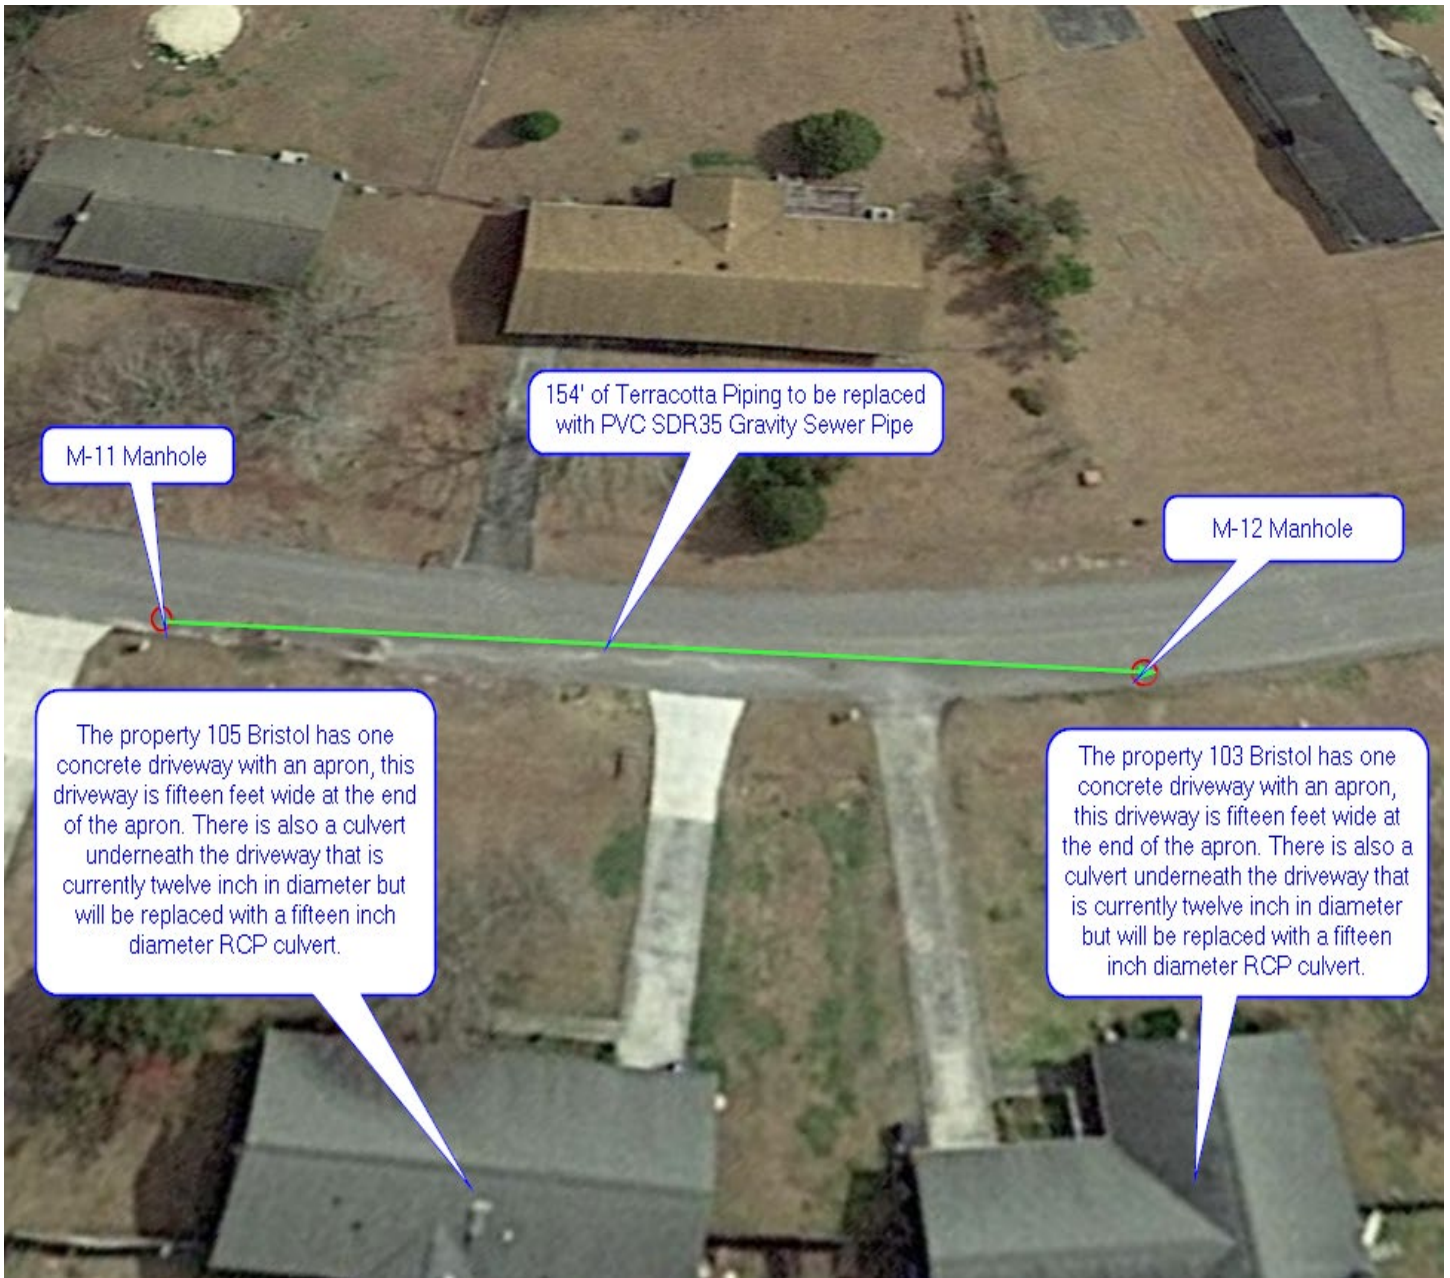 154' of Terracotta Piping to be replaced
with PVC SDR35 Gravity Sewer Pipe
M-11 Manhole
M-12 Manhole
The property 105 Bristol has one
concrete driveway with an apron, this
driveway is fifteen feet wide at the end
of the apron. There is also a culvert
underneath the driveway that is
currently twelve inch in diameter but
will be replaced with a fifteen inch
diameter RCP culvert.
The property 103 Bristol has one
concrete driveway with an apron,
this driveway is fifteen feet wide at
the end of the apron. There is also a
culvert underneath the driveway that
is currently twelve inch in diameter
but will be replaced with a fifteen
inch diameter RCP culvert.